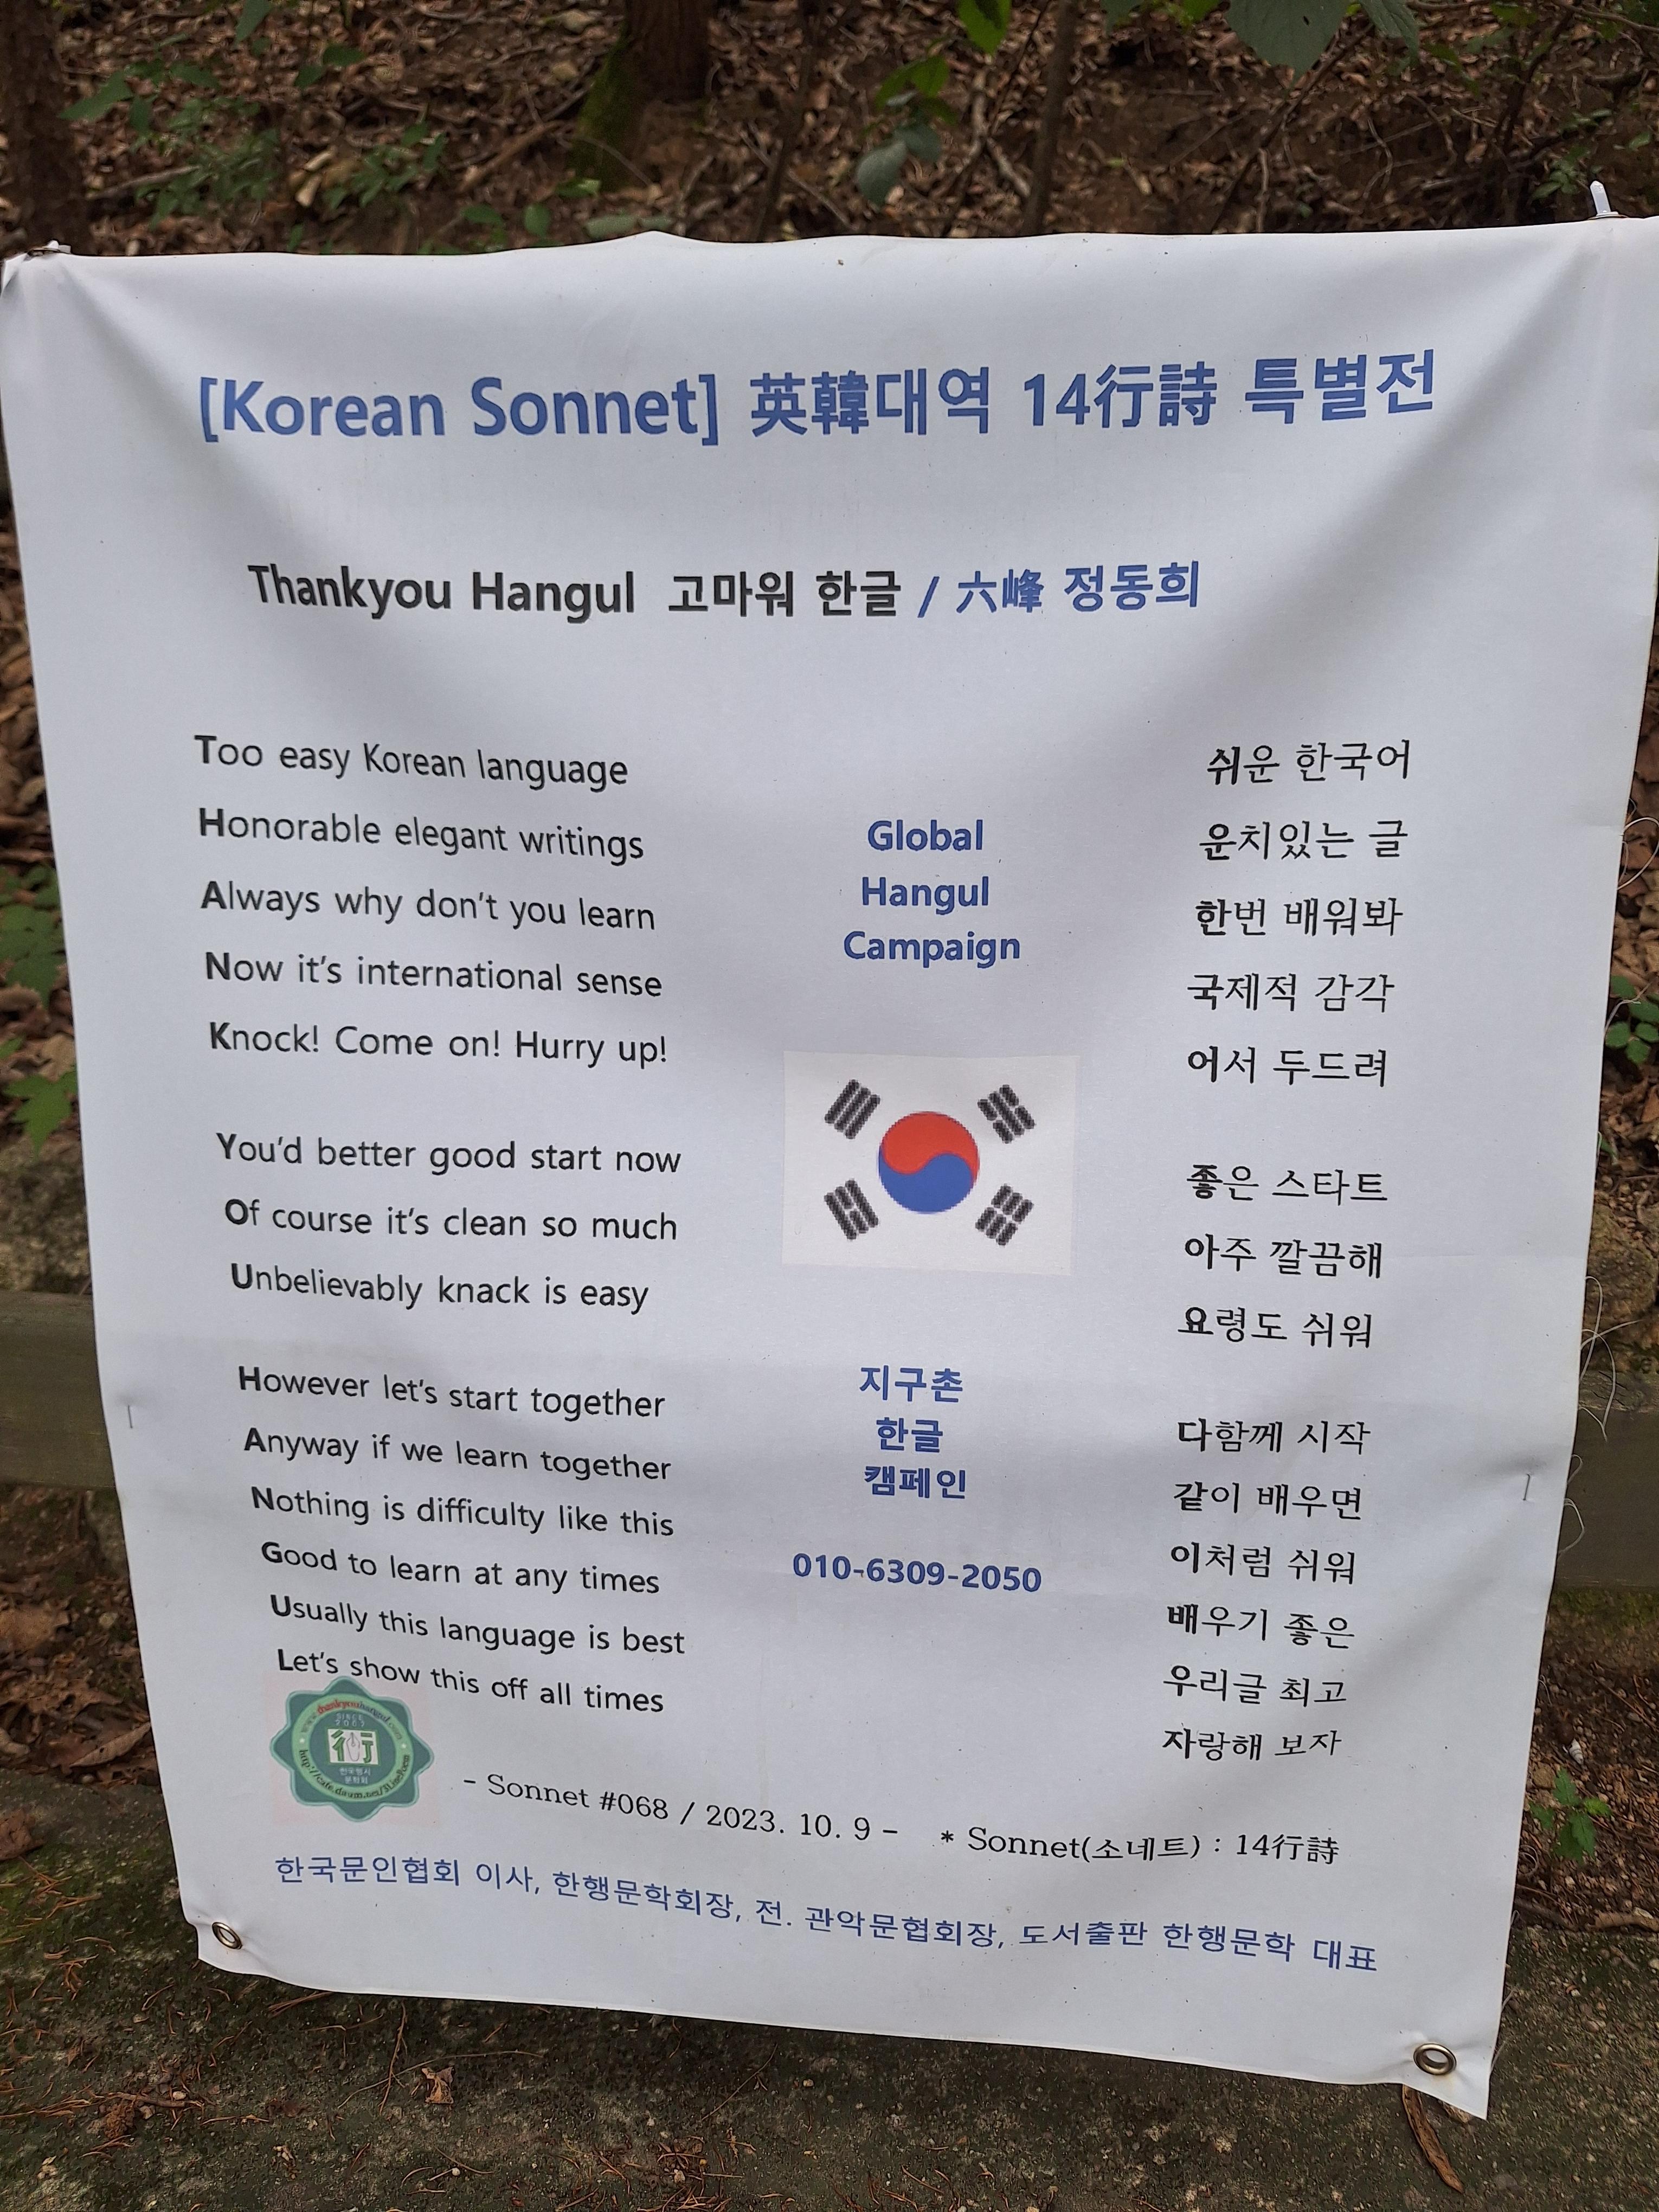 [Korean Sonnet] 英韓대역 14行詩 특별전
Thankyou Hangul 고마워 한글 / 六峰 정동희
Too easy Korean language
Honorable elegant writings
Always why don't you learn
Now it's international sense
Knock! Come on! Hurry up!
You'd better good start now
Of course it's clean so much
Unbelievably knack is easy
However let's start together
Anyway if we learn together
Nothing is difficulty like this
Good to learn at any times
Usually this language is best
Let's show this off all times
Global
Hangul
Campaign
지구촌
한글
캠페인
010-6309-2050
쉬운 한국어
운치있는 글
한번 배워봐
국제적 감각
어서 두드려
좋은 스타트
아주 깔끔해
요령도 쉬워
다함께 시작
같이 배우면
이처럼 쉬워
배우기 좋은
우리글 최고
자랑해 보자
SINCE
行
한국행시
문학회
- Sonnet #068 / 2023. 10. 9 - * Sonnet(소네트) : 14行詩
한국문인협회 이사, 한행문학회장, 전. 관악문협회장, 도서출판 한행문학 대표